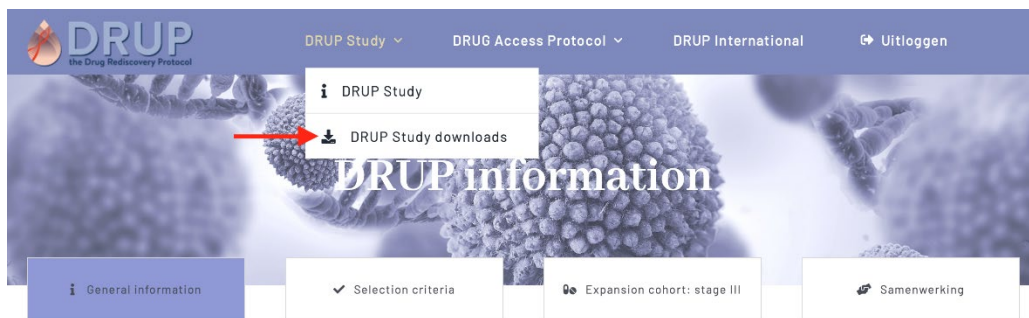 DRUP
the Drug Rediscovery Protocol
DRUP Study
DRUG Access Protocol
DRUP International
Uitloggen
DRUP Study
DRUP Study downloads
DRUP information
General information
Selection criteria
Expansion cohort: stage III
Samenwerking